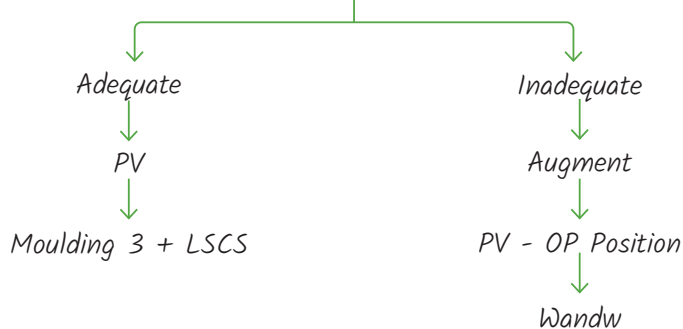 Adequate
Inadequate
PV
Augment
Moulding 3 + LSCS
PV - OP Position
Wandw